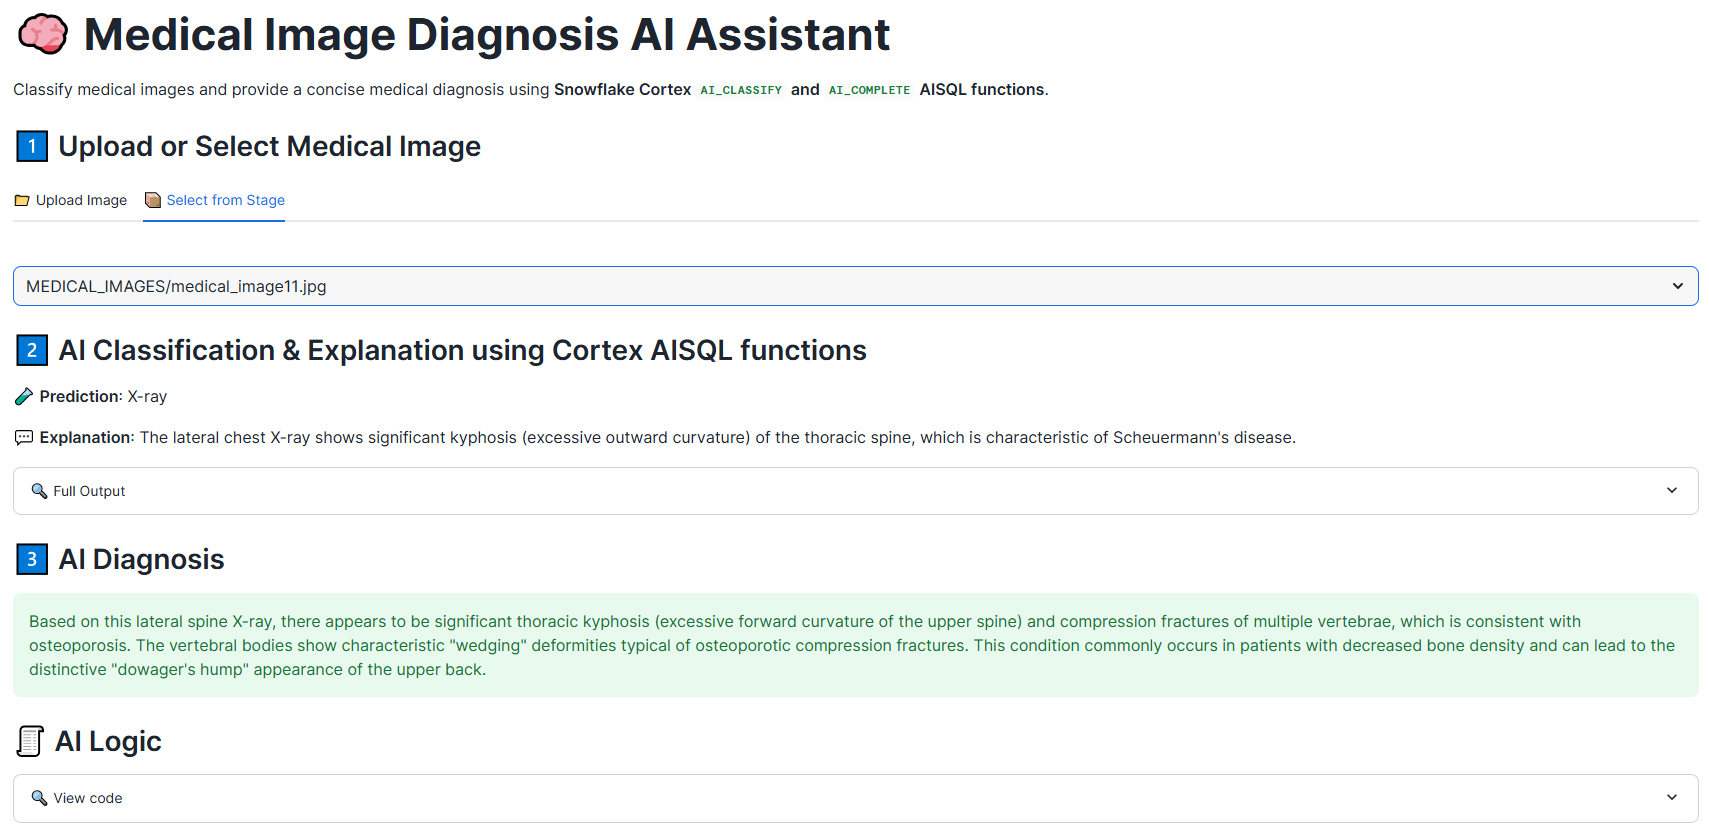 Medical Image Diagnosis AI Assistant
Classify medical images and provide a concise medical diagnosis using Snowflake Cortex AI_CLASSIFY and AI_COMPLETE AISQL functions.
1 Upload or Select Medical Image
Upload Image Select from Stage
MEDICAL_IMAGES/medical_image11.jpg
2 AI Classification & Explanation using Cortex AISQL functions
Prediction: X-ray
Explanation: The lateral chest X-ray shows significant kyphosis (excessive outward curvature) of the thoracic spine, which is characteristic of Scheuermann's disease.
Full Output
3 AI Diagnosis
Based on this lateral spine X-ray, there appears to be significant thoracic kyphosis (excessive forward curvature of the upper spine) and compression fractures of multiple vertebrae, which is consistent with
osteoporosis. The vertebral bodies show characteristic "wedging" deformities typical of osteoporotic compression fractures. This condition commonly occurs in patients with decreased bone density and can lead to the
distinctive "dowager's hump" appearance of the upper back.
AI Logic
View code